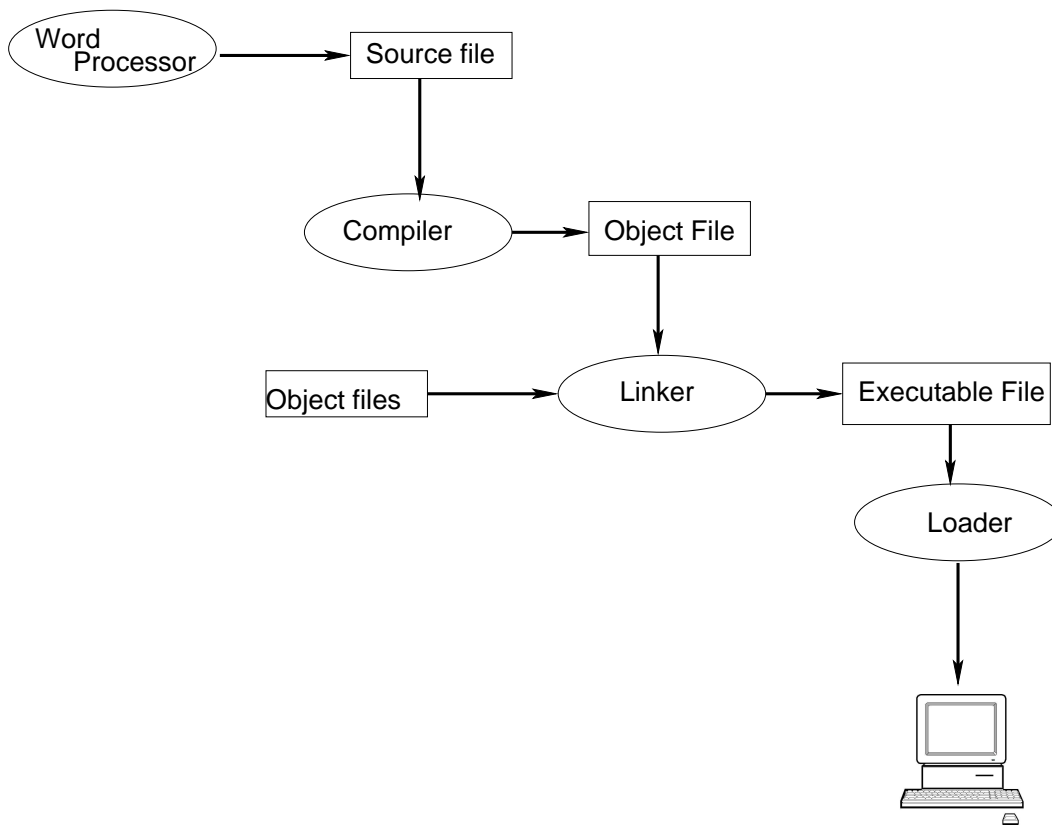 Word
Processor
Source file
Compiler
Object File
Object files
Linker
Executable File
Loader